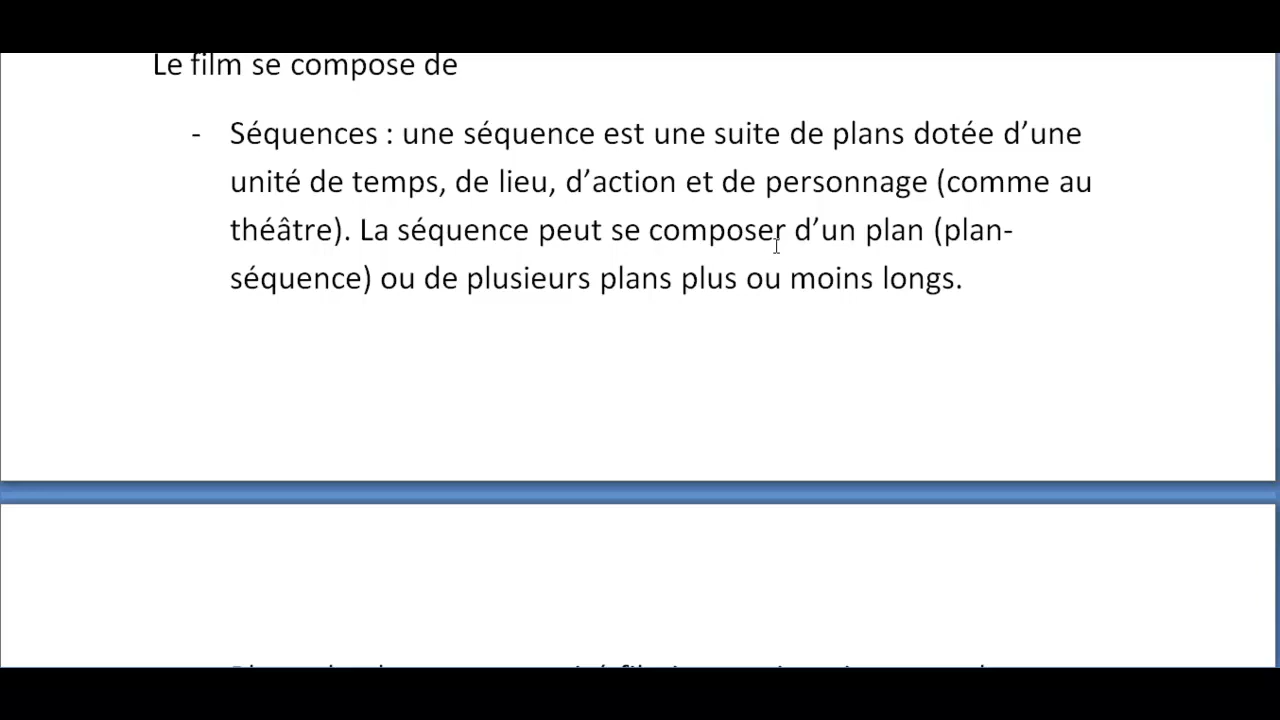 Le film se compose de
- Séquences : une séquence est une suite de plans dotée d’une
unité de temps, de lieu, d’action et de personnage (comme au
théâtre). La séquence peut se composer d’un plan (plan-
séquence) ou de plusieurs plans plus ou moins longs.